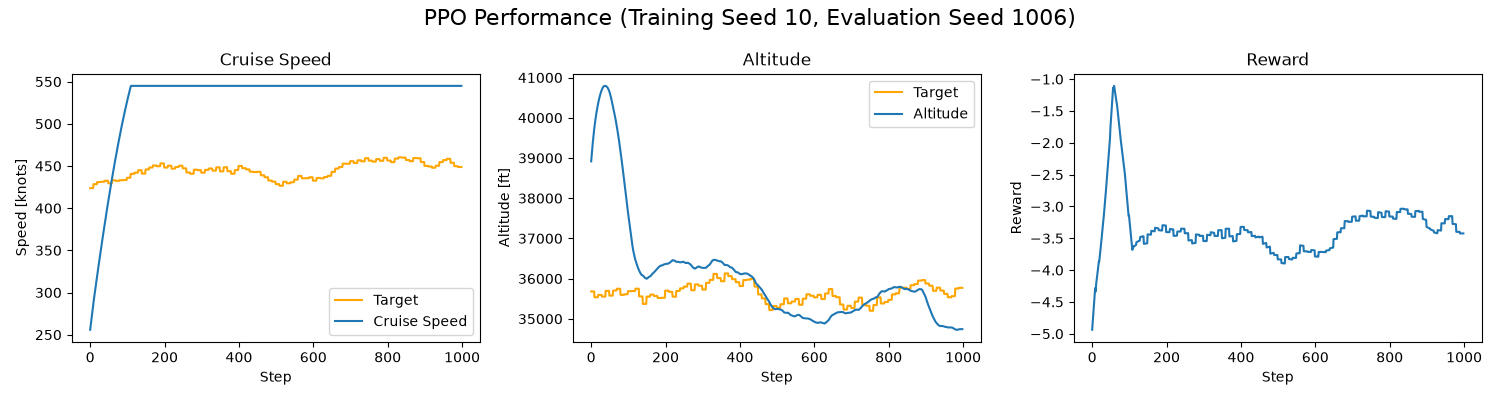 PPO Performance (Training Seed 10, Evaluation Seed 1006)
Cruise Speed
Speed [knots]
550
500
450
400
350
300
250
0
200
400
600
800
1000
Step
Target
Cruise Speed
Altitude
Altitude [ft]
41000
40000
39000
38000
37000
36000
35000
0
200
400
600
800
1000
Step
Target
Altitude
Reward
Reward
−1.0
−1.5
−2.0
−2.5
−3.0
−3.5
−4.0
−4.5
−5.0
0
200
400
600
800
1000
Step